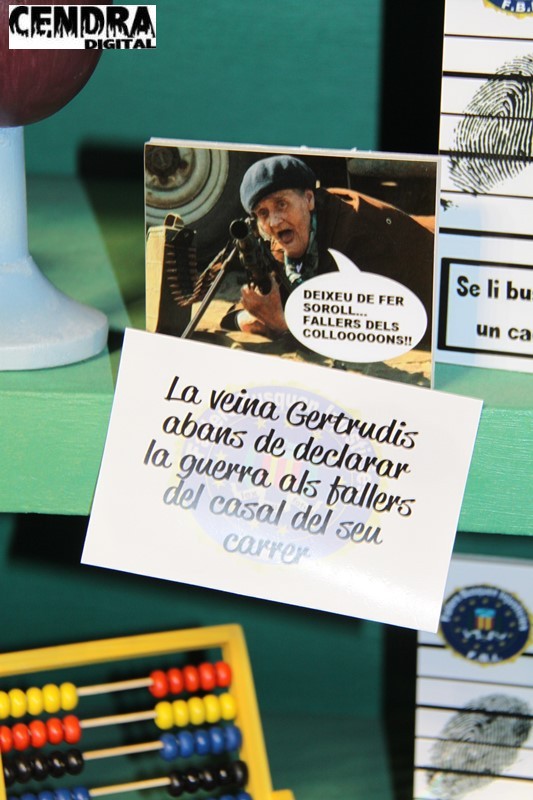 CENDRA
DIGITAL
F.B.I
DEIXEU DE FER
SOROLL...
FALLERS DELS
COLLOOOOONS!!
Se li bu
un ca
La veina Gertrudis
abans de declarar
la guerra als fallers
del casal del seu
carrer